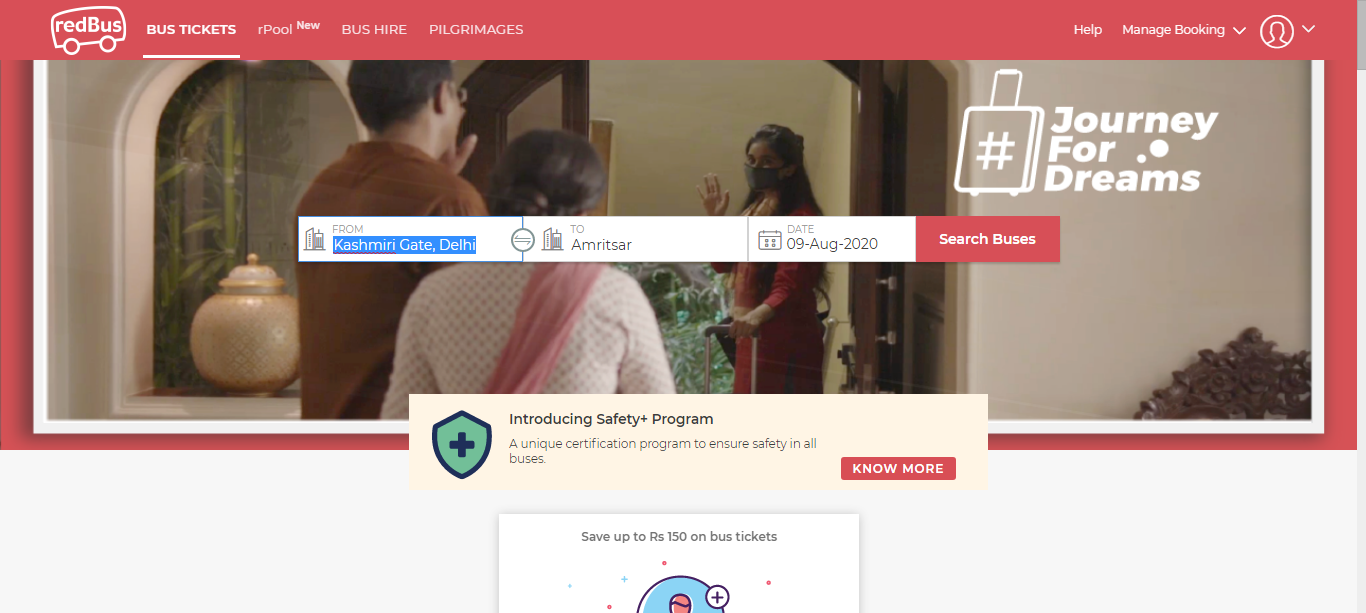 redBus
BUS TICKETS
rPool New
BUS HIRE
PILGRIMAGES
Help
Manage Booking
#
Journey
For
Dreams
FROM
Kashmiri Gate, Delhi
TO
Amritsar
DATE
09-Aug-2020
Search Buses
Introducing Safety+ Program
A unique certification program to ensure safety in all
buses.
KNOW MORE
Save up to Rs 150 on bus tickets